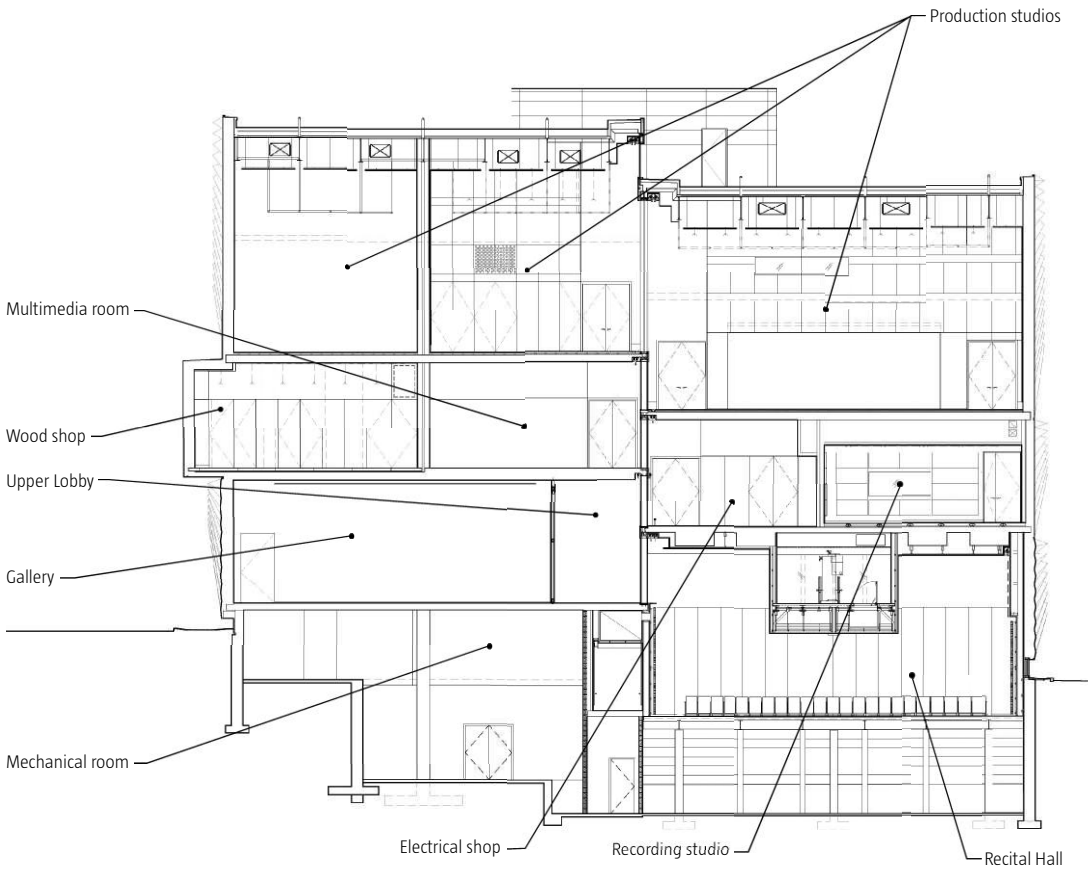 Production studios
Multimedia room
Wood shop
Upper Lobby
Gallery
Mechanical room
Electrical shop
Recording studio
Recital Hall